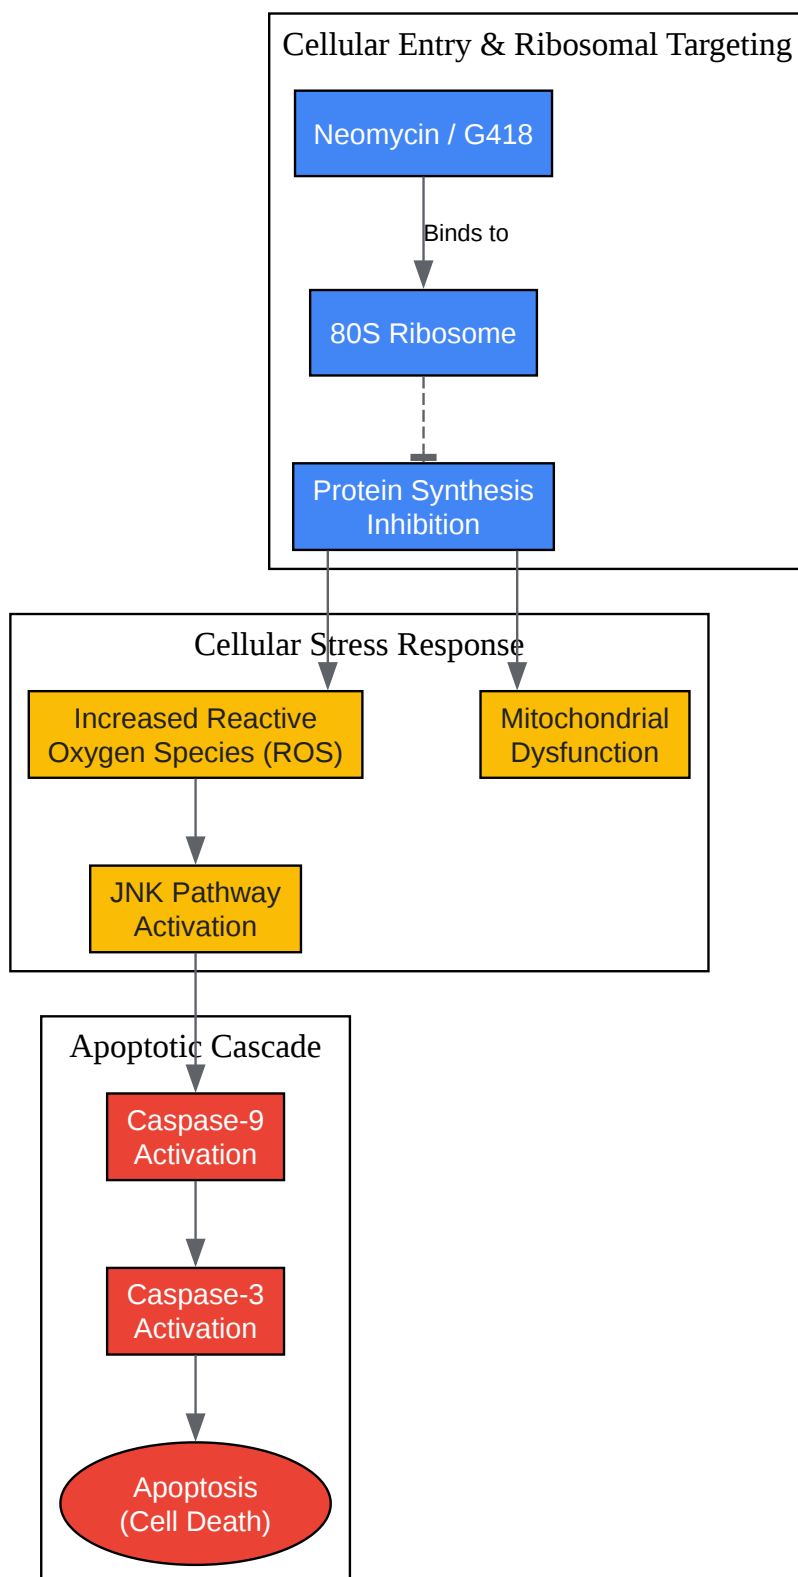 Cellular Entry & Ribosomal Targeting
Neomycin / G418
Binds to
80S Ribosome
Protein Synthesis
Inhibition
Cellular Stress Response
Increased Reactive
Oxygen Species (ROS)
Mitochondrial
Dysfunction
JNK Pathway
Activation
Apoptotic Cascade
Caspase-9
Activation
Caspase-3
Activation
Apoptosis
(Cell Death)